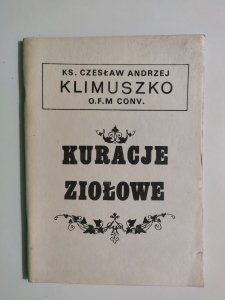 KS. CZESŁAW ANDRZEJ
KLIMUSZKO
O.F.M CONV.
KURACJE
ZIOŁOWE